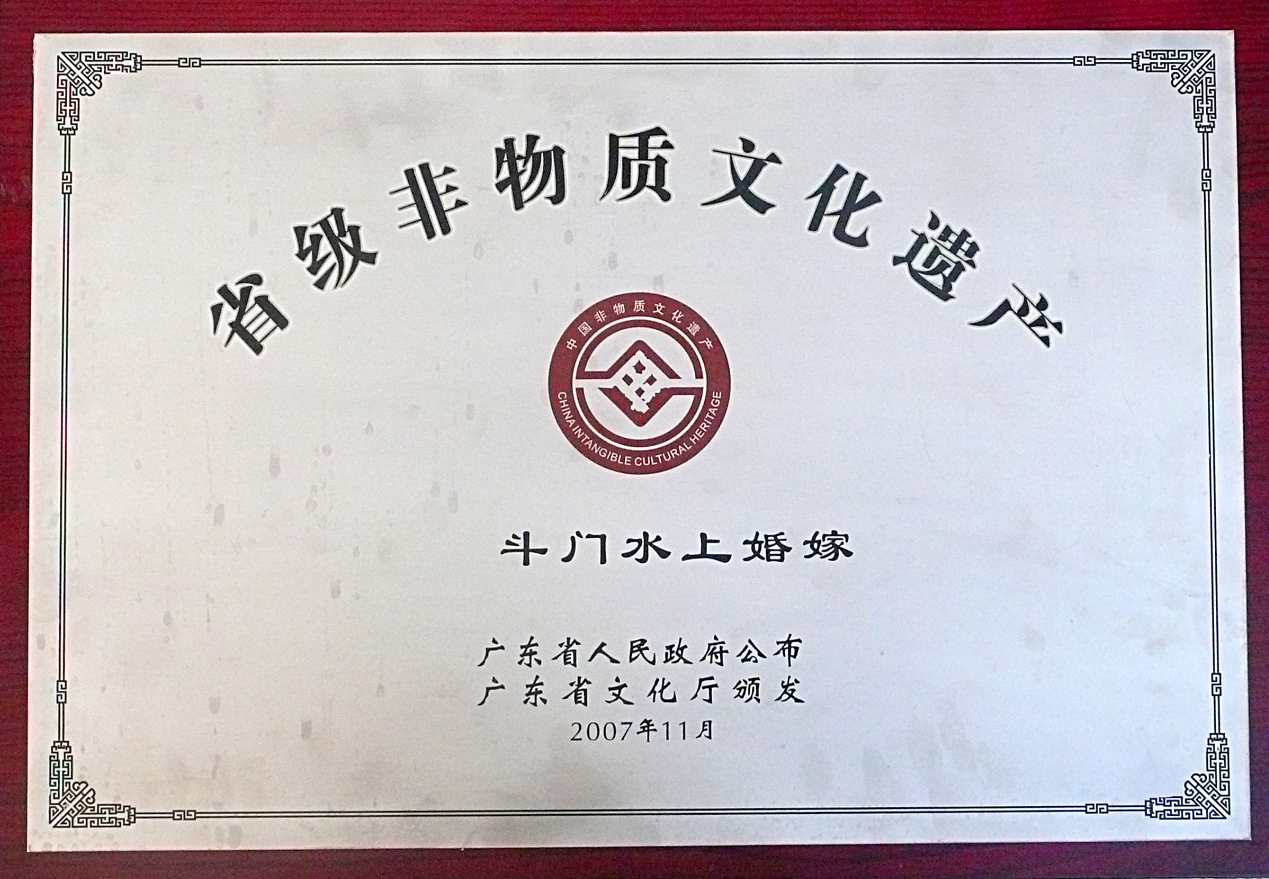 省级非物质文化遗产
中国非物质文化遗产
CHINA INTANGIBLE CULTURAL HERITAGE
斗门水上婚嫁
广东省人民政府公布
广东省文化厅颁发
2007年11月